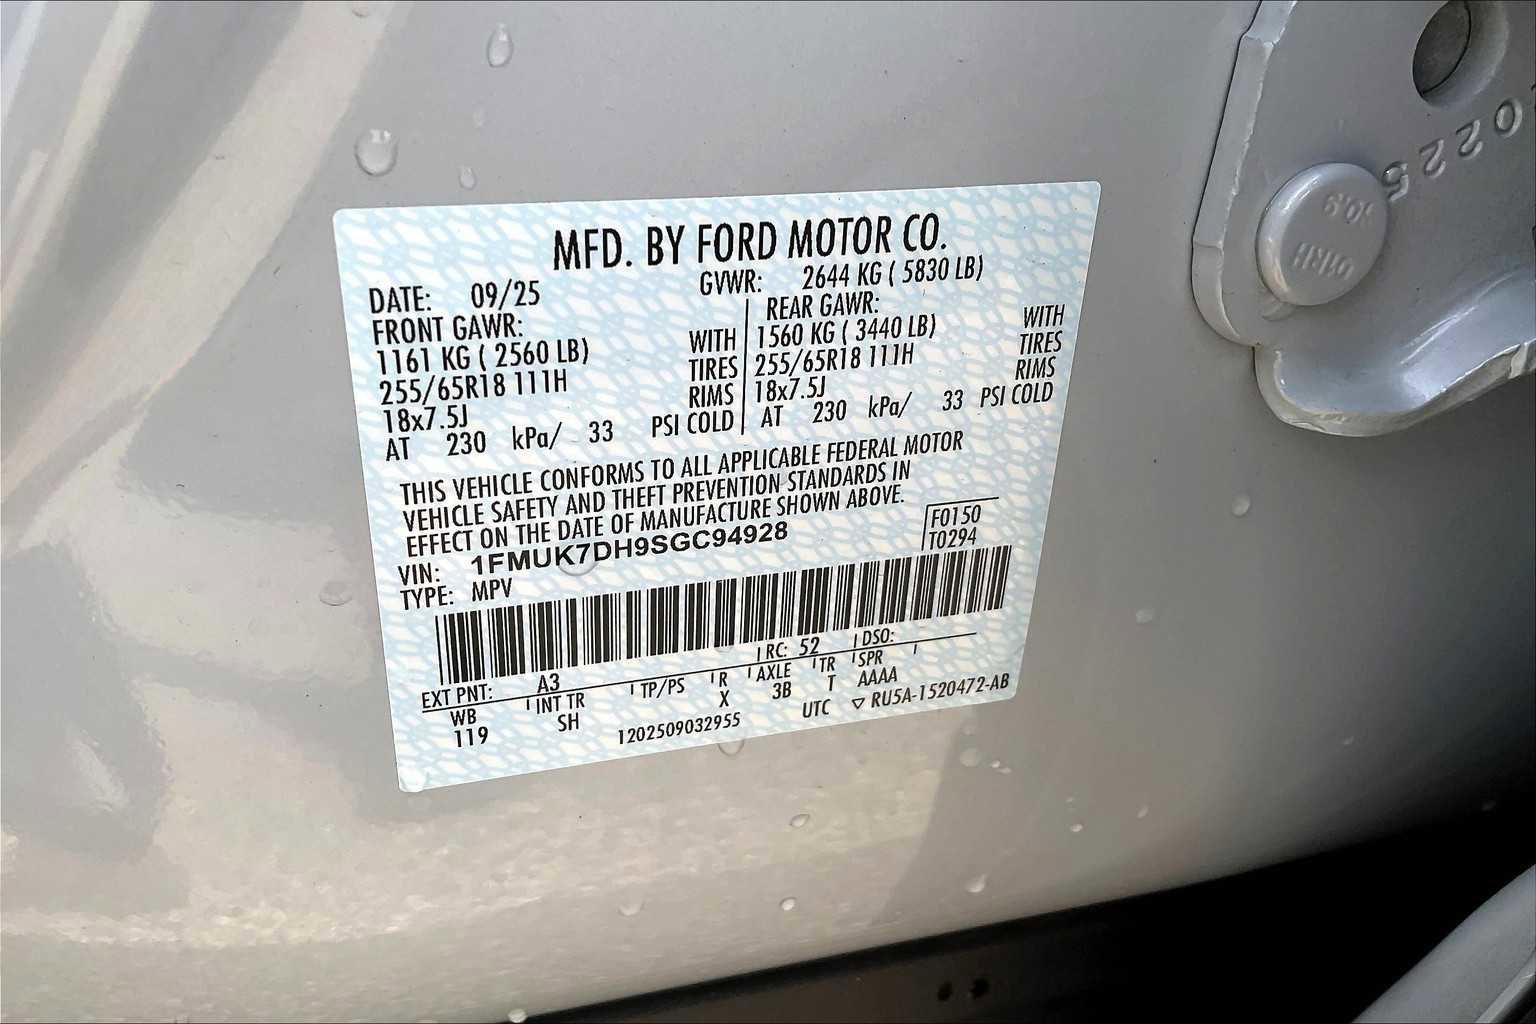 MFD. BY FORD MOTOR CO.
DATE: 09/25 GVWR: 2644 KG ( 5830 LB)
FRONT GAWR: REAR GAWR:
1161 KG ( 2560 LB) WITH 1560 KG ( 3440 LB) WITH
255/65R18 111H TIRES 255/65R18 111H TIRES
18x7.5J RIMS 18x7.5J RIMS
AT 230 kPa/ 33 PSI COLD AT 230 kPa/ 33 PSI COLD
THIS VEHICLE CONFORMS TO ALL APPLICABLE FEDERAL MOTOR
VEHICLE SAFETY AND THEFT PREVENTION STANDARDS IN
EFFECT ON THE DATE OF MANUFACTURE SHOWN ABOVE.
VIN: 1FMUK7DH9SGC94928 F0150
TYPE: MPV T0294
EXT PNT: A3 RC: 52 DSO:
WB INT TR TP/PS R AXLE TR SPR
119 SH X 3B T AAAA
1202509032955 UTC ▽ RU5A-1520472-AB
0225